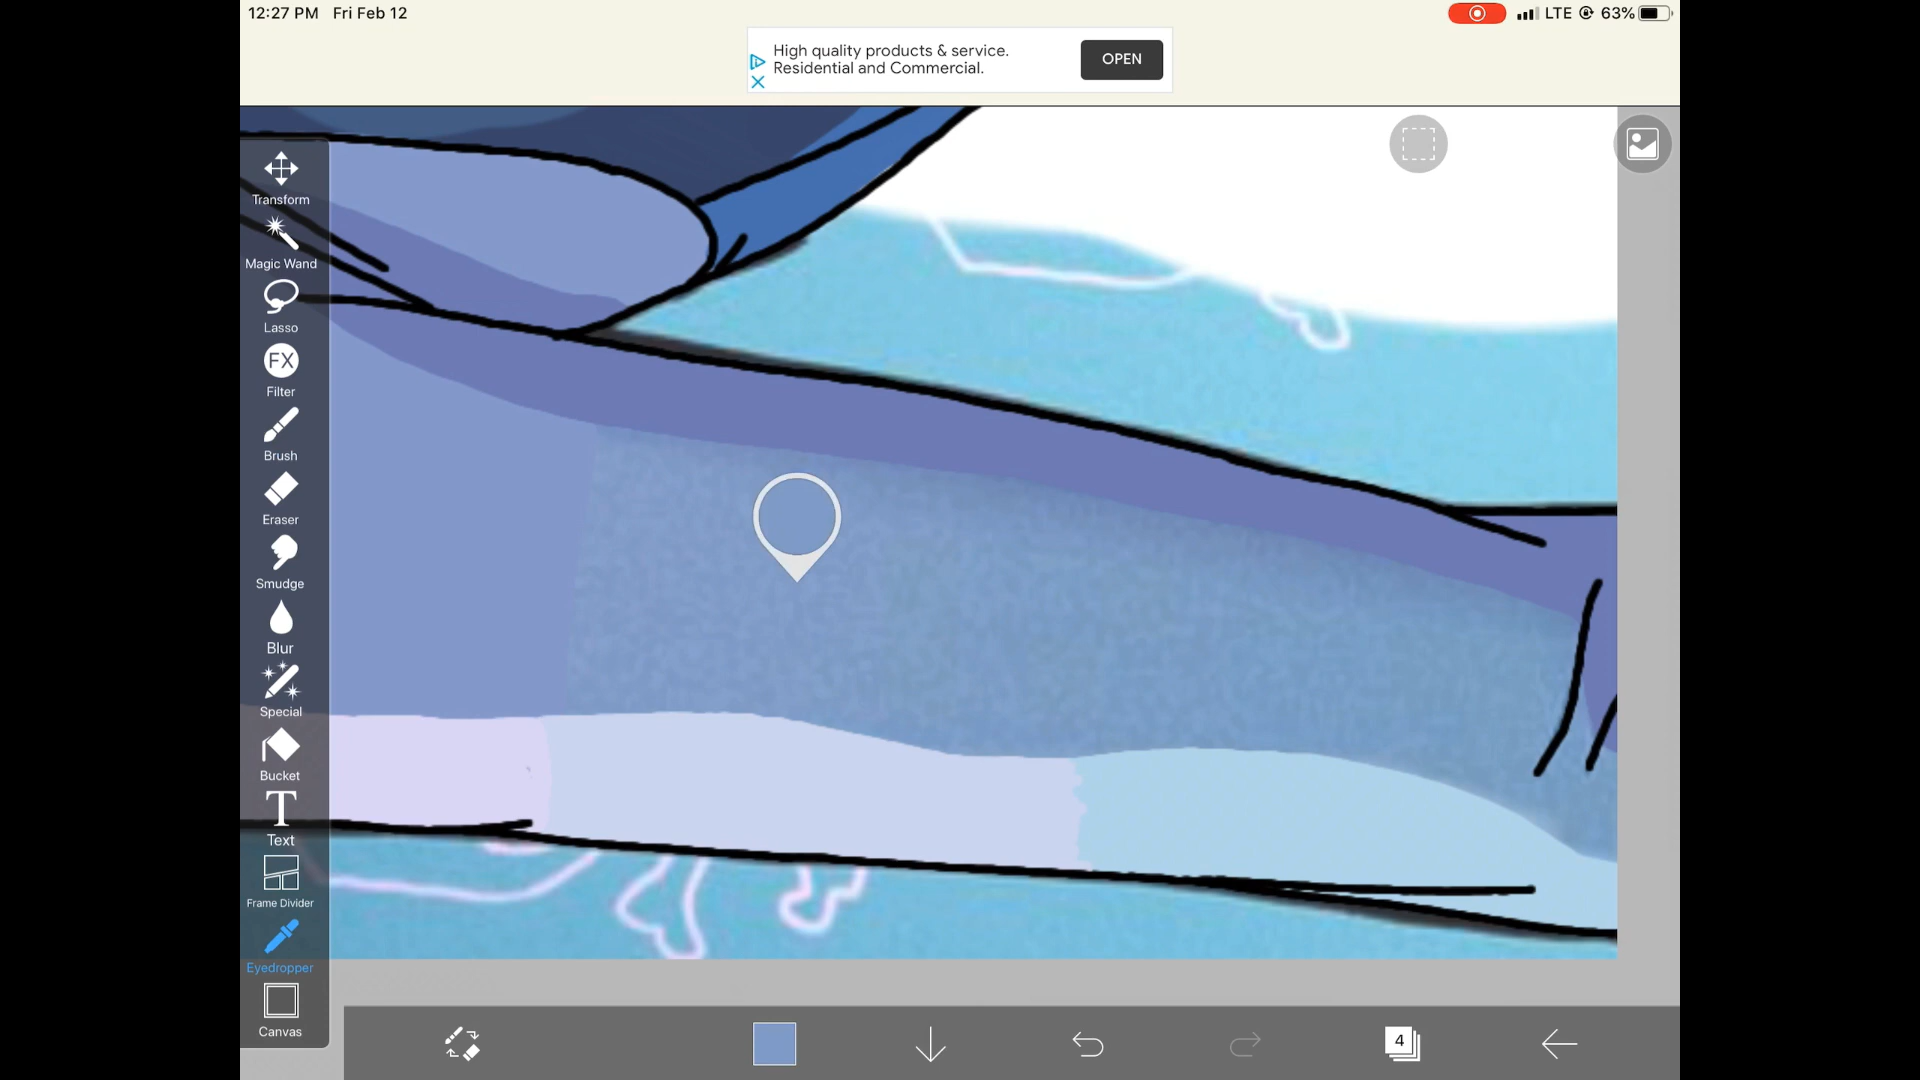 12:27 PM Fri Feb 12
LTE 63%
High quality products & service.
Residential and Commercial.
OPEN
Transform
Magic Wand
Lasso
FX
Filter
Brush
Eraser
Smudge
Blur
Special
Bucket
T
Text
Frame Divider
Eyedropper
Canvas
4